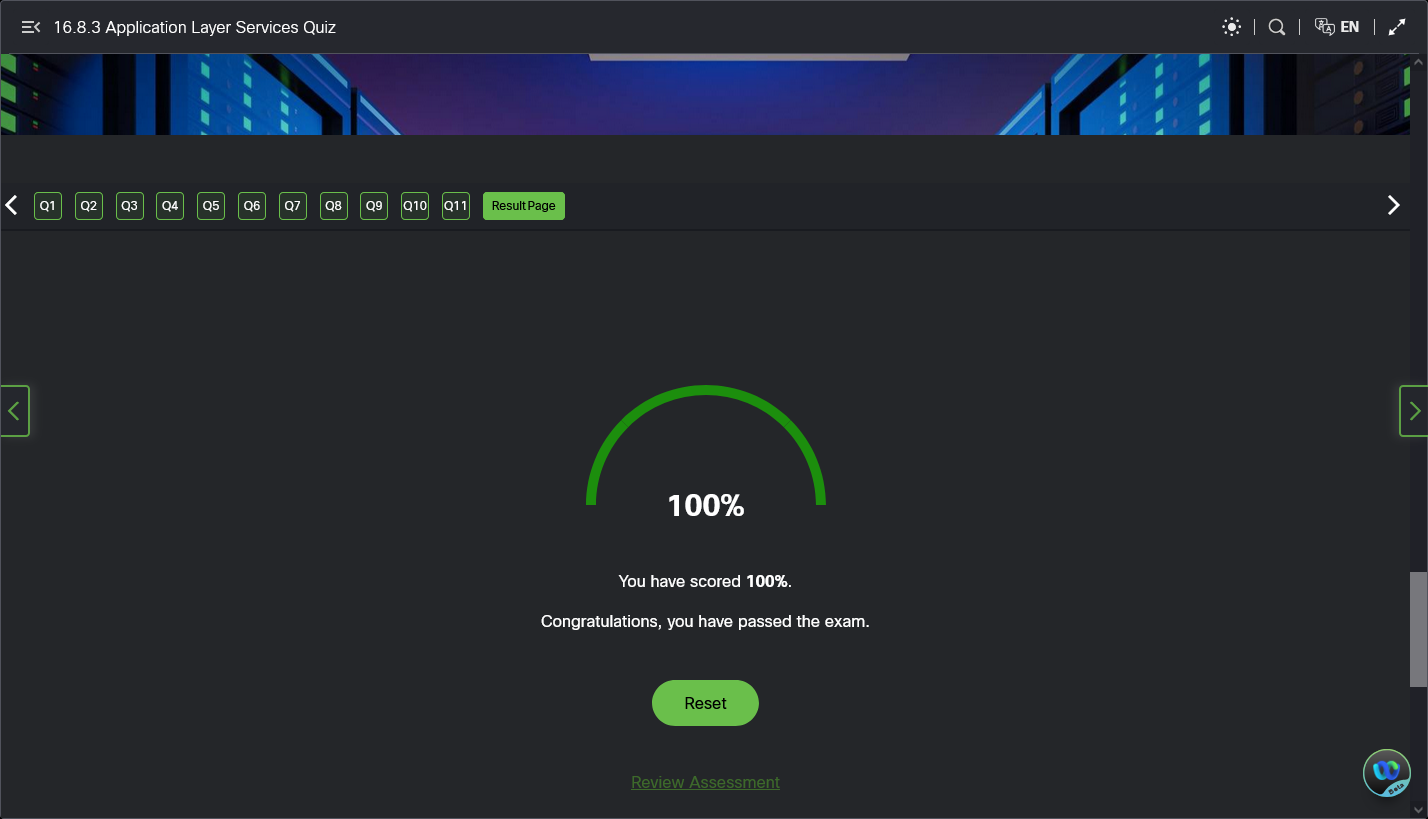 16.8.3 Application Layer Services Quiz
EN
Q1 Q2 Q3 Q4 Q5 Q6 Q7 Q8 Q9 Q10 Q11 Result Page
100%
You have scored 100%.
Congratulations, you have passed the exam.
Reset
Review Assessment
Beta